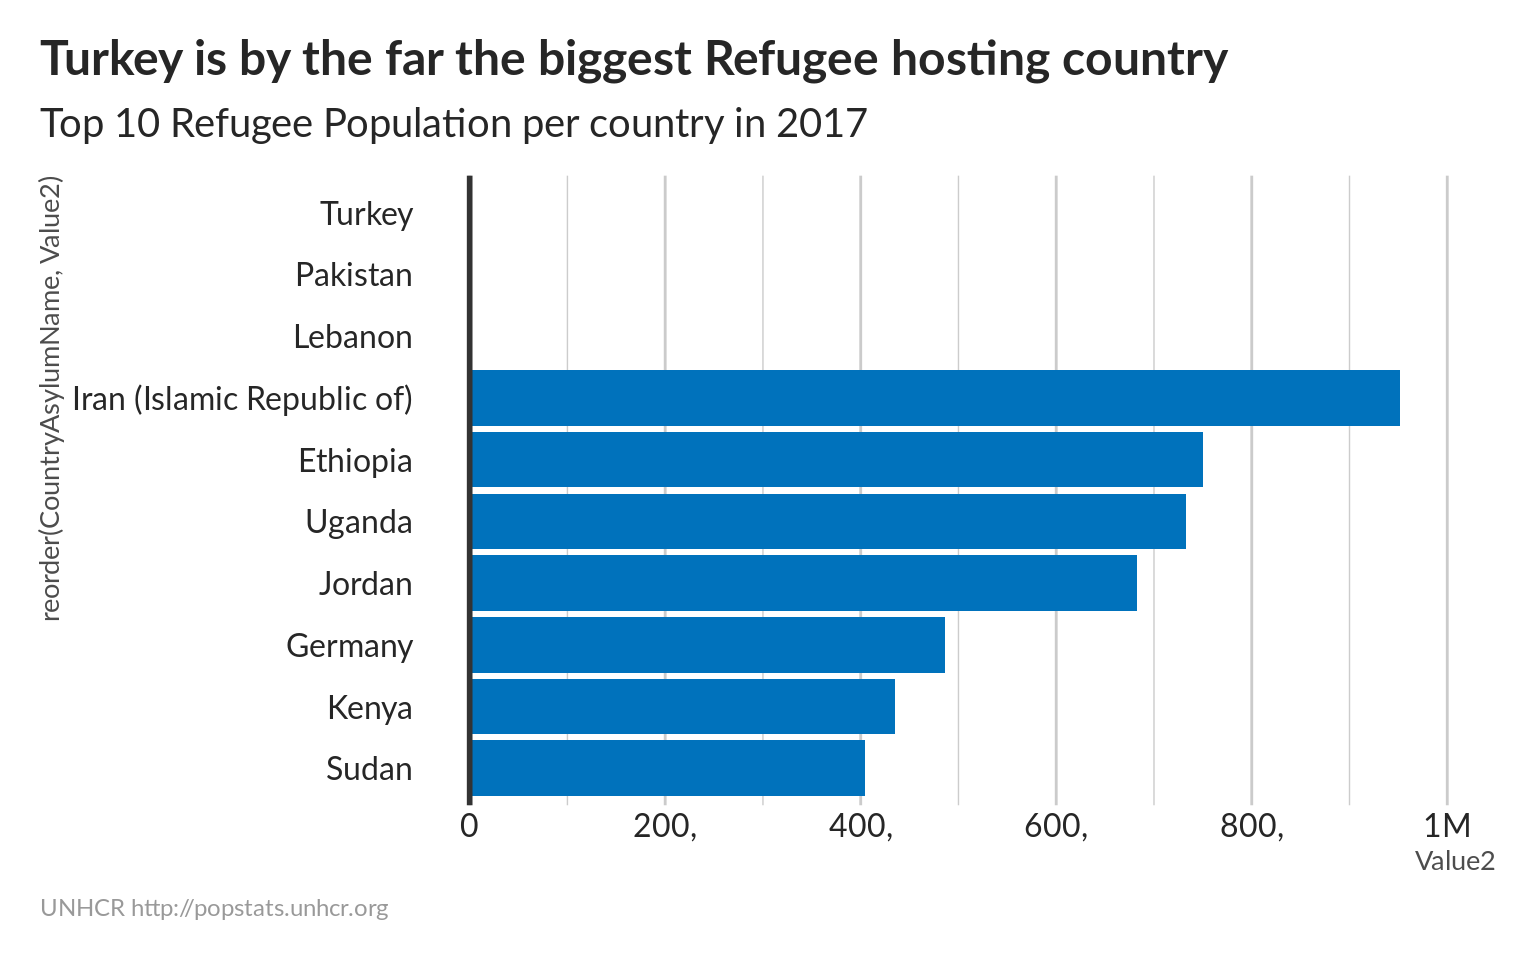 Turkey is by the far the biggest Refugee hosting country
Top 10 Refugee Population per country in 2017
reorder(CountryAsylumName, Value2)
Turkey
Pakistan
Lebanon
Iran (Islamic Republic of)
Ethiopia
Uganda
Jordan
Germany
Kenya
Sudan
0 200, 400, 600, 800, 1M
Value2
UNHCR http://popstats.unhcr.org